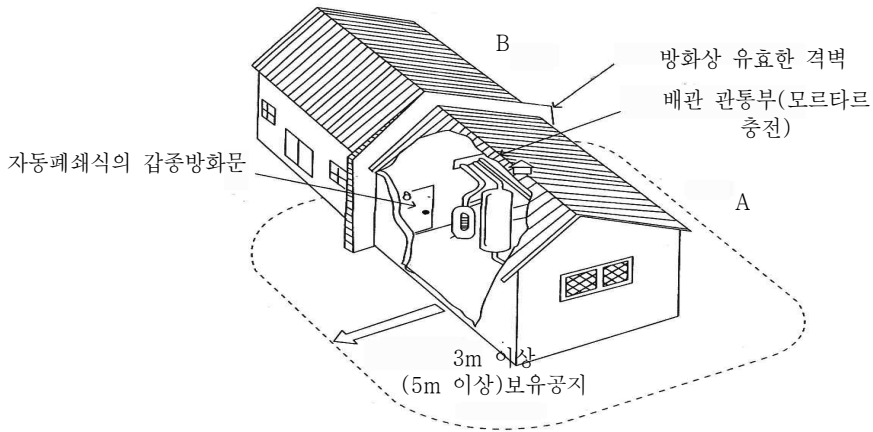 B
방화상 유효한 격벽
배관 관통부(모르타르
충전)
자동폐쇄식의 갑종방화문
A
3m 이상
(5m 이상)보유공지